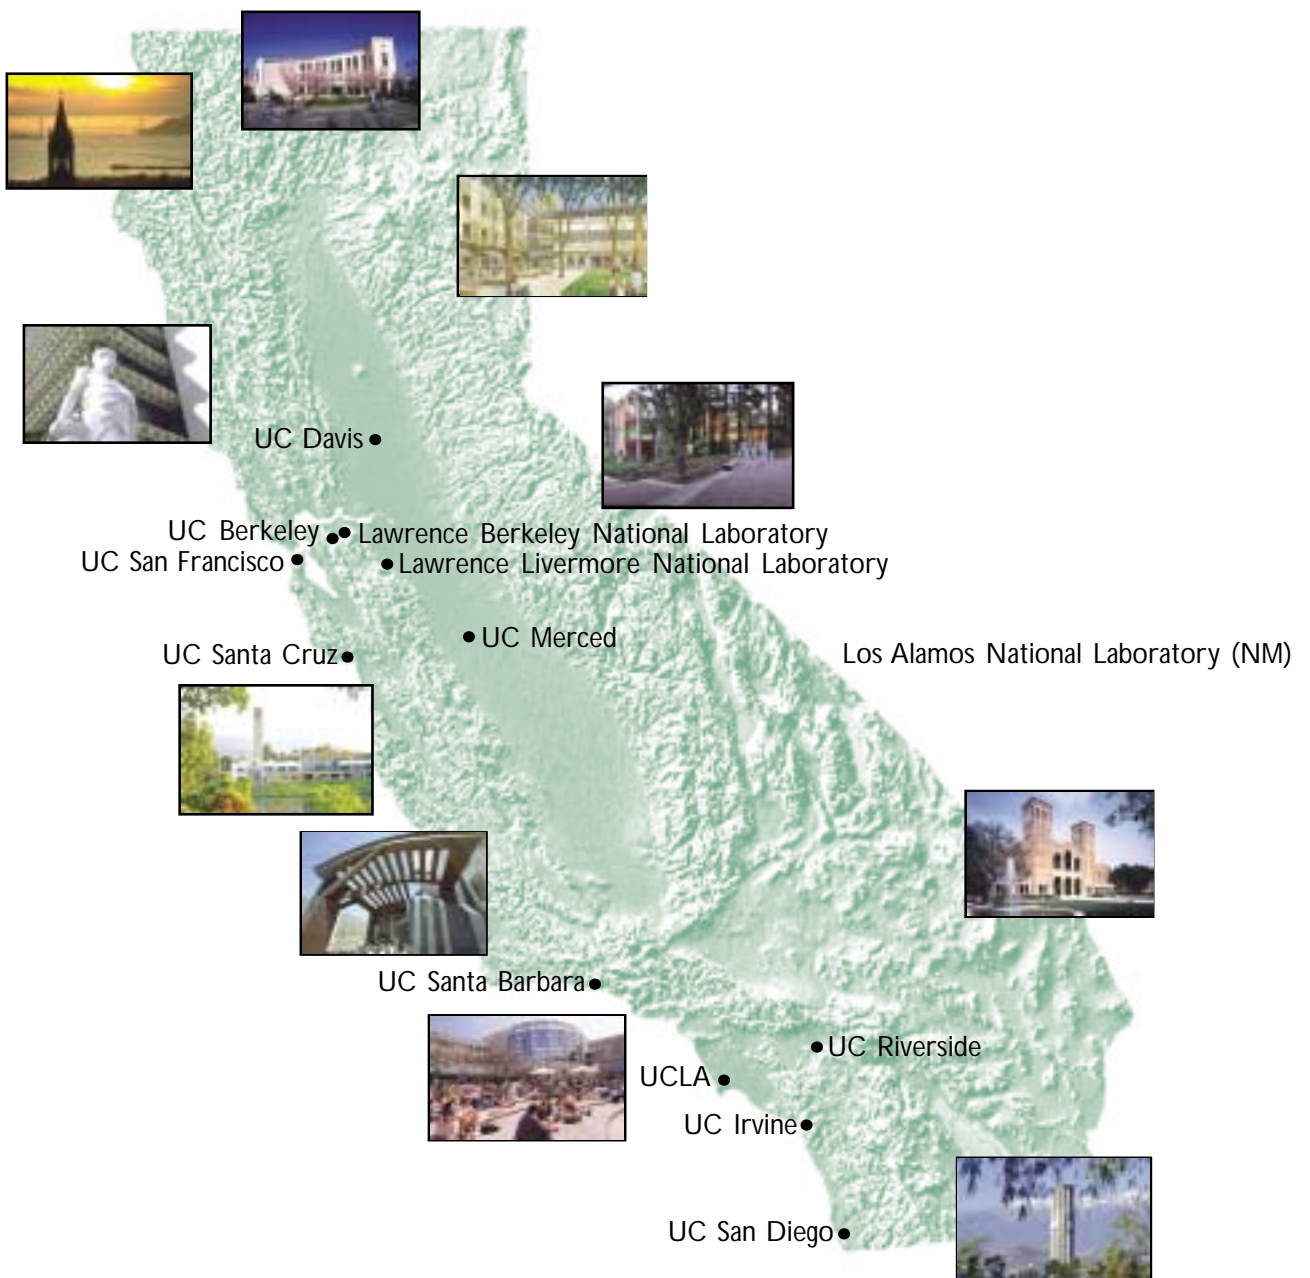 UC Davis
UC Berkeley
Lawrence Berkeley National Laboratory
UC San Francisco
Lawrence Livermore National Laboratory
UC Merced
UC Santa Cruz
Los Alamos National Laboratory (NM)
UC Santa Barbara
UC Riverside
UCLA
UC Irvine
UC San Diego